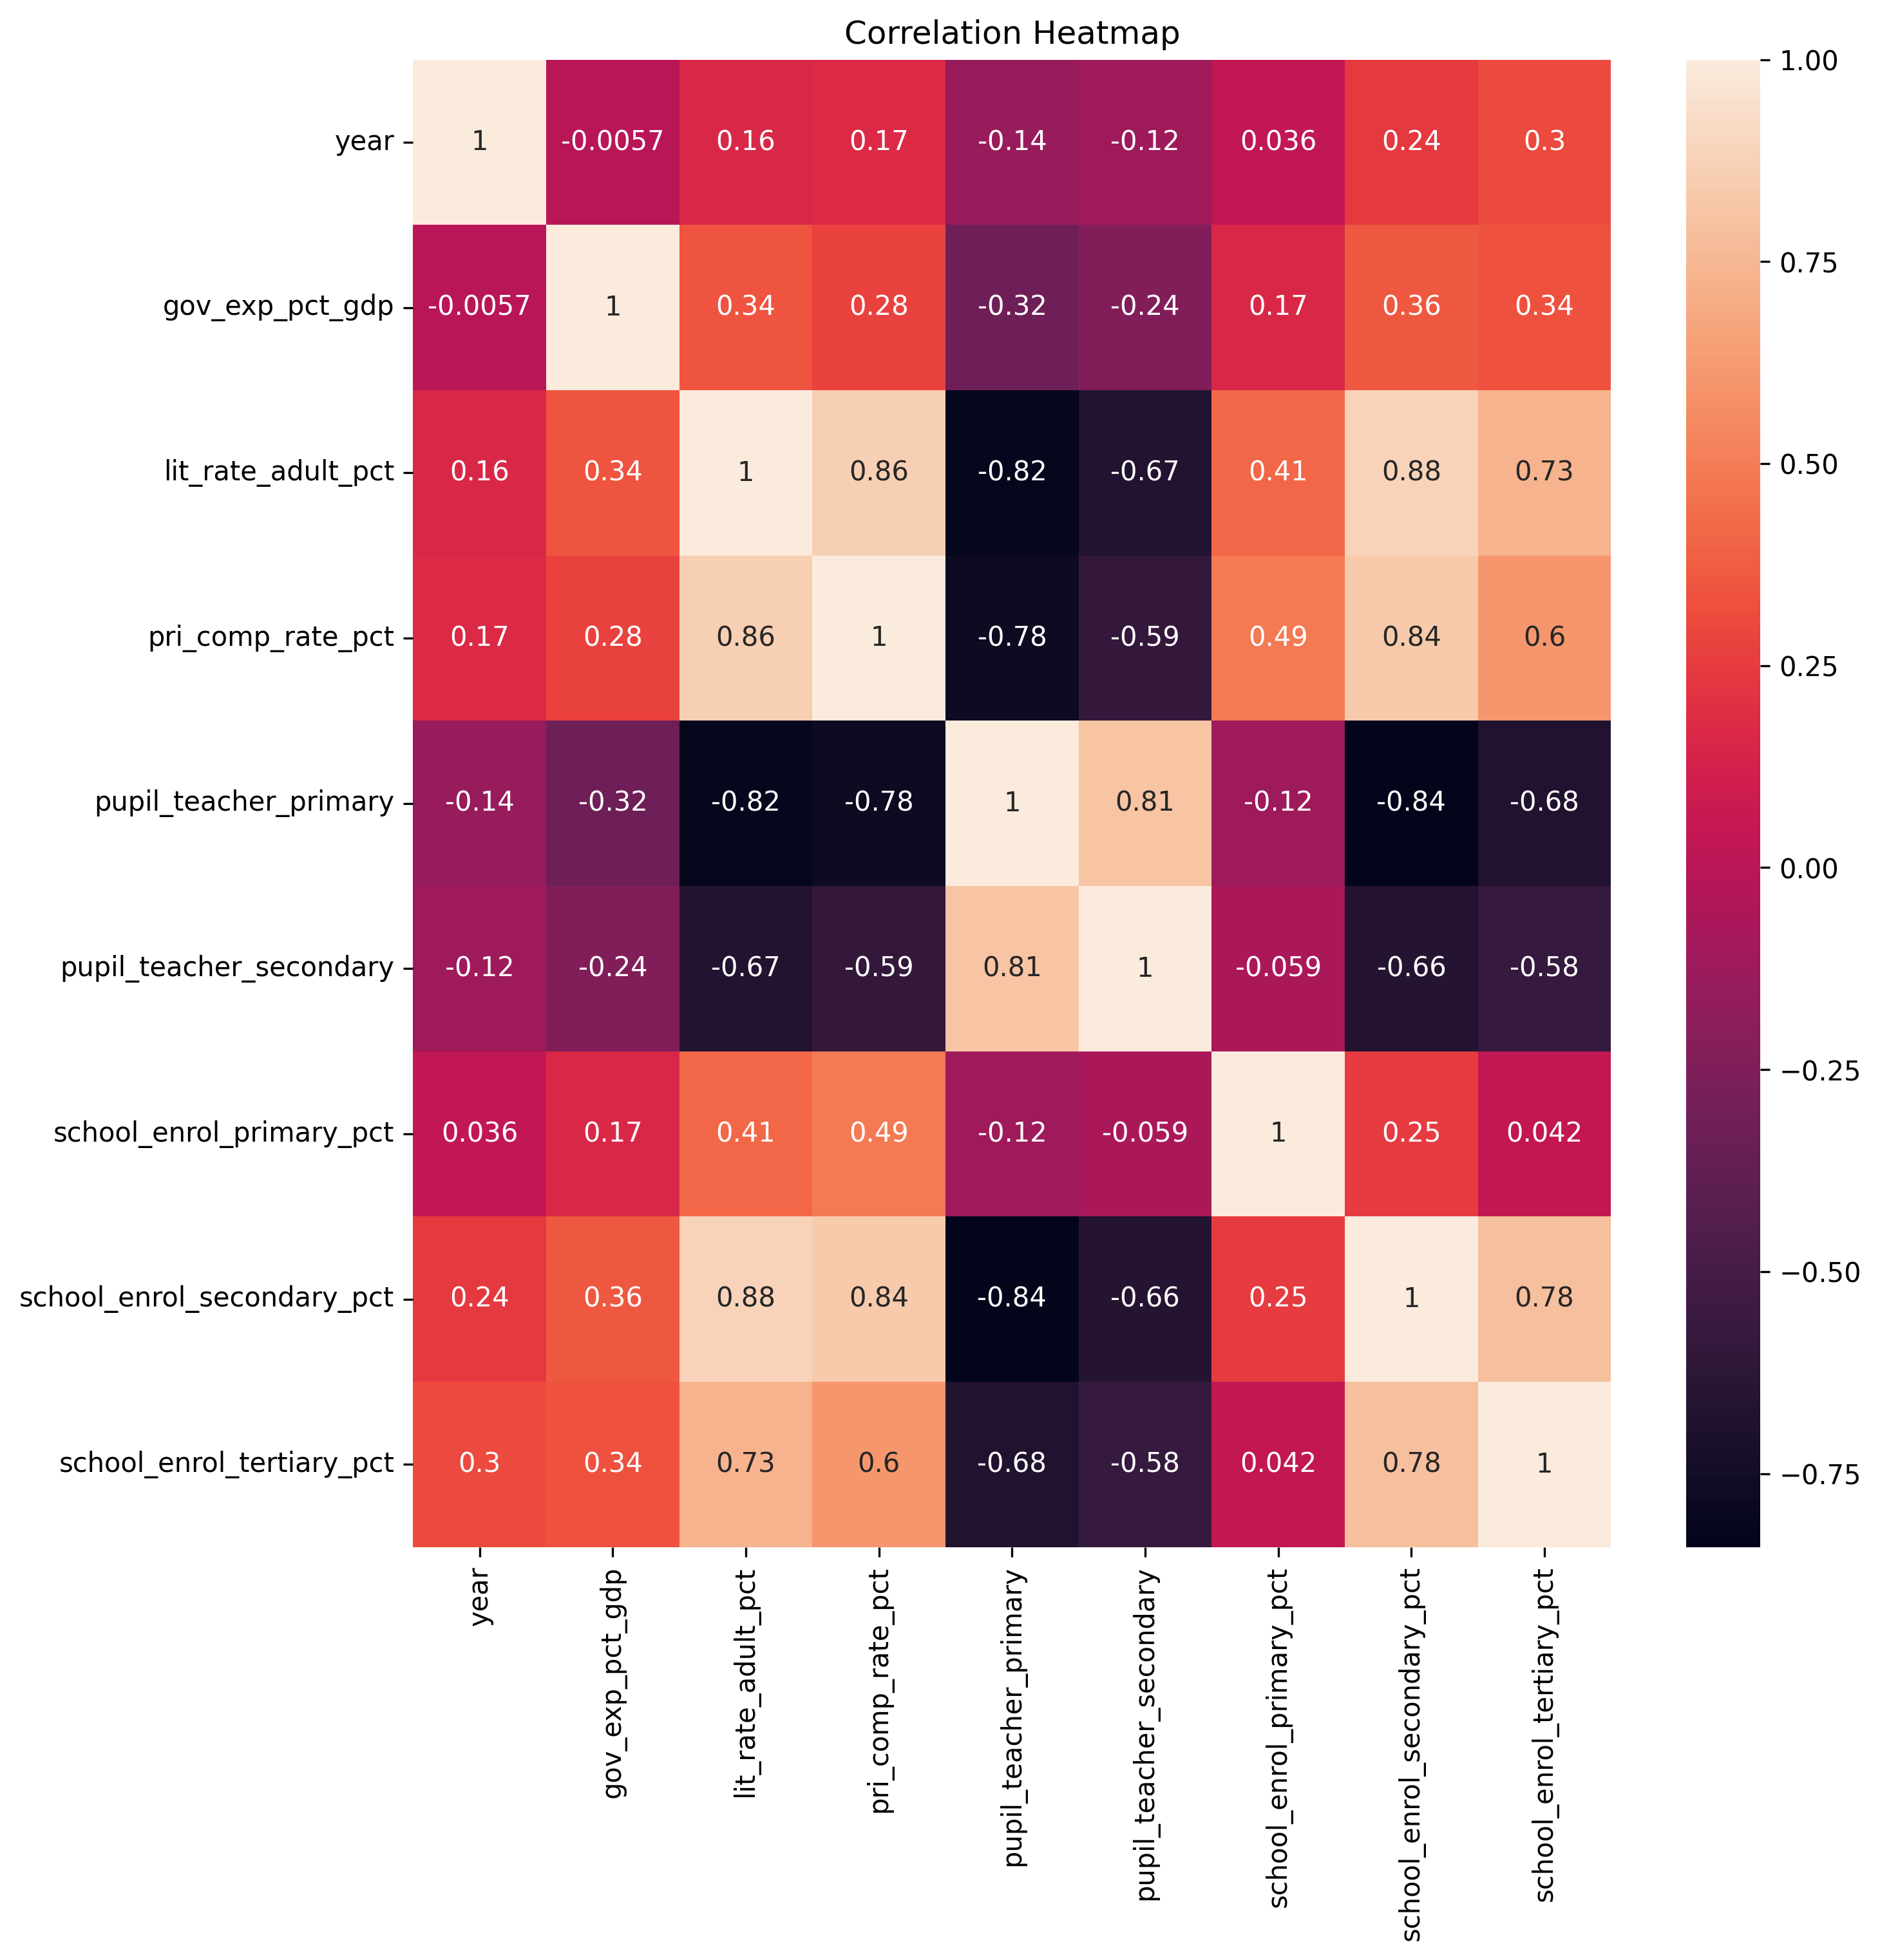 Correlation Heatmap
year 1 -0.0057 0.16 0.17 -0.14 -0.12 0.036 0.24 0.3
gov_exp_pct_gdp -0.0057 1 0.34 0.28 -0.32 -0.24 0.17 0.36 0.34
lit_rate_adult_pct 0.16 0.34 1 0.86 -0.82 -0.67 0.41 0.88 0.73
pri_comp_rate_pct 0.17 0.28 0.86 1 -0.78 -0.59 0.49 0.84 0.6
pupil_teacher_primary -0.14 -0.32 -0.82 -0.78 1 0.81 -0.12 -0.84 -0.68
pupil_teacher_secondary -0.12 -0.24 -0.67 -0.59 0.81 1 -0.059 -0.66 -0.58
school_enrol_primary_pct 0.036 0.17 0.41 0.49 -0.12 -0.059 1 0.25 0.042
school_enrol_secondary_pct 0.24 0.36 0.88 0.84 -0.84 -0.66 0.25 1 0.78
school_enrol_tertiary_pct 0.3 0.34 0.73 0.6 -0.68 -0.58 0.042 0.78 1
year
gov_exp_pct_gdp
lit_rate_adult_pct
pri_comp_rate_pct
pupil_teacher_primary
pupil_teacher_secondary
school_enrol_primary_pct
school_enrol_secondary_pct
school_enrol_tertiary_pct
1.00
0.75
0.50
0.25
0.00
−0.25
−0.50
−0.75